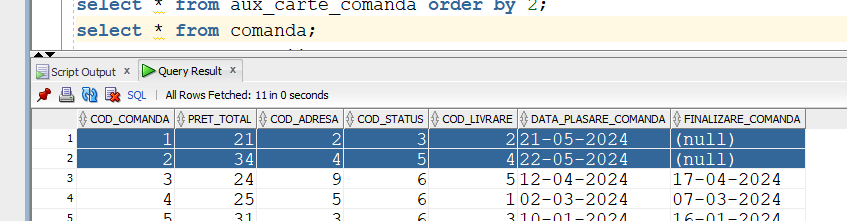 select * from aux_carte_comanda order by 2;
select * from comanda;
Script Output x Query Result x
SQL | All Rows Fetched: 11 in 0 seconds
COD_COMANDA PRET_TOTAL COD_ADRESA COD_STATUS COD_LIVRARE DATA_PLASARE_COMANDA FINALIZARE_COMANDA
1 1 21 2 3 2 21-05-2024 (null)
2 2 34 4 5 4 22-05-2024 (null)
3 3 24 9 6 5 12-04-2024 17-04-2024
4 4 25 5 6 1 02-03-2024 07-03-2024
5 5 31 3 6 3 10-01-2024 16-01-2024